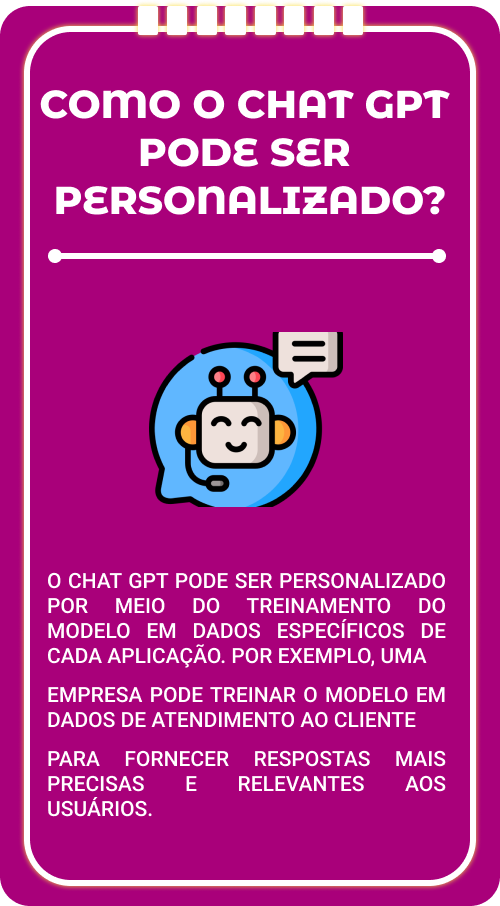 COMO O CHAT GPT
PODE SER
PERSONALIZADO?
O CHAT GPT PODE SER PERSONALIZADO
POR MEIO DO TREINAMENTO DO
MODELO EM DADOS ESPECÍFICOS DE
CADA APLICAÇÃO. POR EXEMPLO, UMA
EMPRESA PODE TREINAR O MODELO EM
DADOS DE ATENDIMENTO AO CLIENTE
PARA FORNECER RESPOSTAS MAIS
PRECISAS E RELEVANTES AOS
USUÁRIOS.